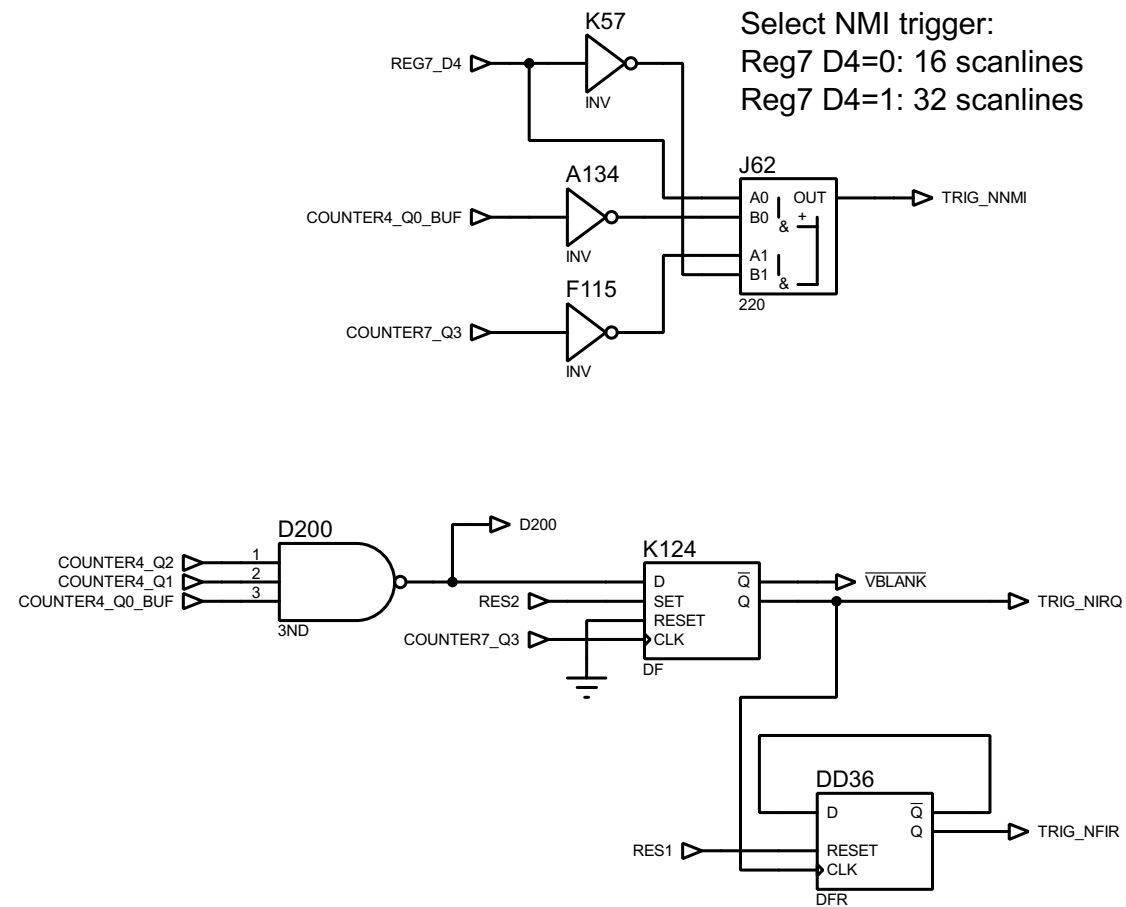 K57
Select NMI trigger:
REG7_D4
Reg7 D4=0: 16 scanlines
INV
Reg7 D4=1: 32 scanlines
J62
A134
A0 OUT
TRIG_NNMI
COUNTER4_Q0_BUF
B0 +
&
INV
A1
B1
&
F115
220
COUNTER7_Q3
INV
D200
D200
COUNTER4_Q2 1
COUNTER4_Q1 2
COUNTER4_Q0_BUF 3
3ND
K124
D Q
VBLANK
RES2
SET Q
TRIG_NIRQ
RESET
COUNTER7_Q3
CLK
DF
DD36
D Q
Q
TRIG_NFIR
RES1
RESET
CLK
DFR